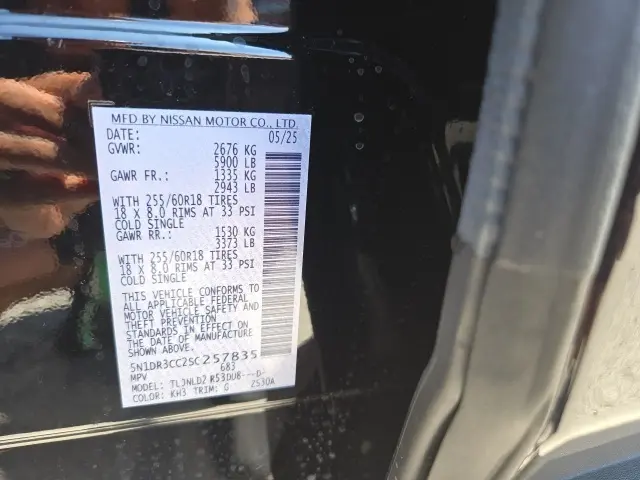 MFD BY NISSAN MOTOR CO., LTD.
DATE: 05/25
GVWR: 2676 KG
5900 LB
GAWR FR.: 1335 KG
2943 LB
WITH 255/60R18 TIRES
18 X 8.0 RIMS AT 33 PSI
COLD SINGLE
GAWR RR.: 1530 KG
3373 LB
WITH 255/60R18 TIRES
18 X 8.0 RIMS AT 33 PSI
COLD SINGLE
THIS VEHICLE CONFORMS TO
ALL APPLICABLE FEDERAL
MOTOR VEHICLE SAFETY AND
THEFT PREVENTION
STANDARDS IN EFFECT ON
THE DATE OF MANUFACTURE
SHOWN ABOVE.
5N1DR3CC2SC257835
MPV 683
MODEL: TLJNLD2 R53DU8---D-
COLOR: KH3 TRIM: G 2530A